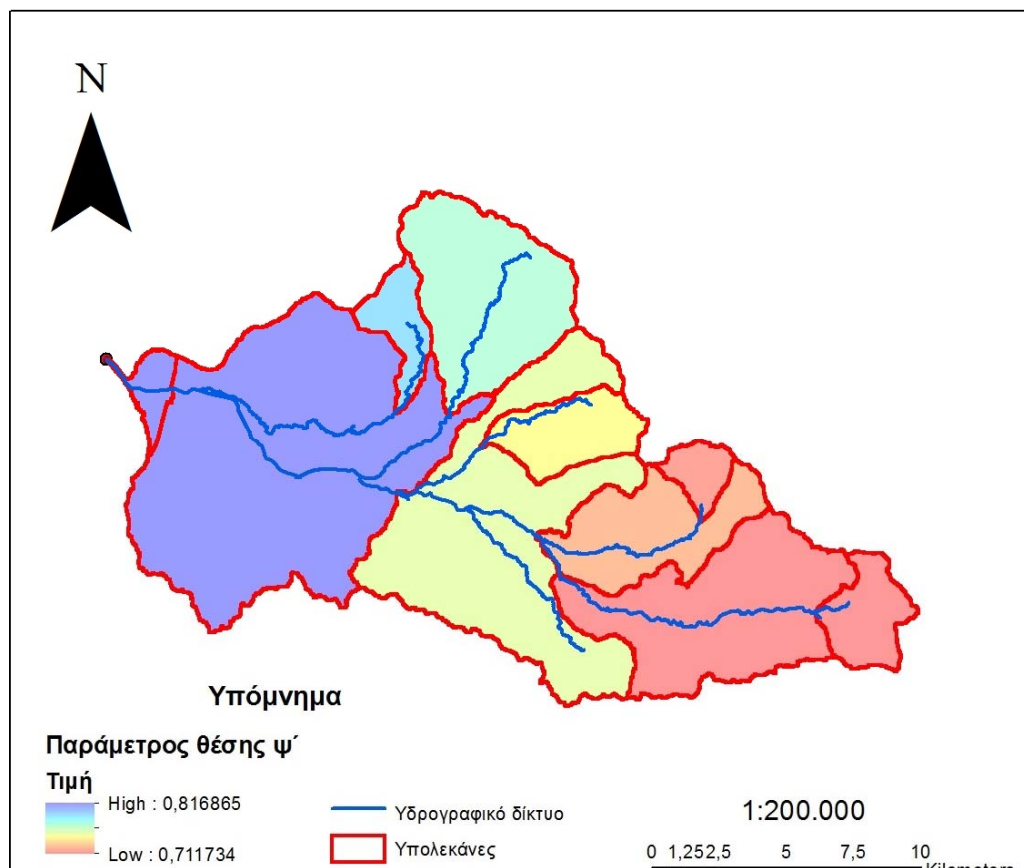 N
Υπόμνημα
Παράμετρος θέσης ψ΄
Τιμή
High : 0,816865
Low : 0,711734
Υδρογραφικό δίκτυο
Υπολεκάνες
1:200.000
0 1,252,5 5 7,5 10
Kilometers